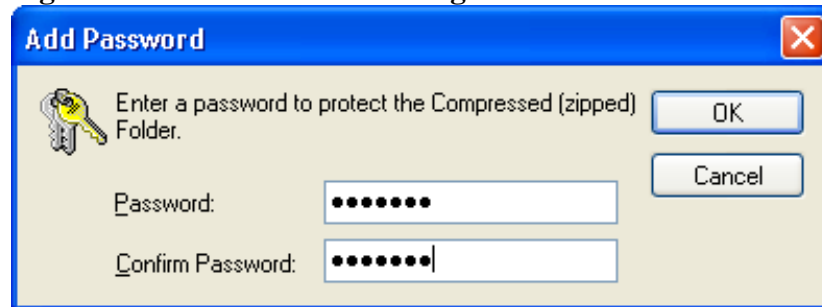 Add Password
Enter a password to protect the Compressed (zipped)
Folder.
OK
Cancel
Password: •••••••
Confirm Password: •••••••